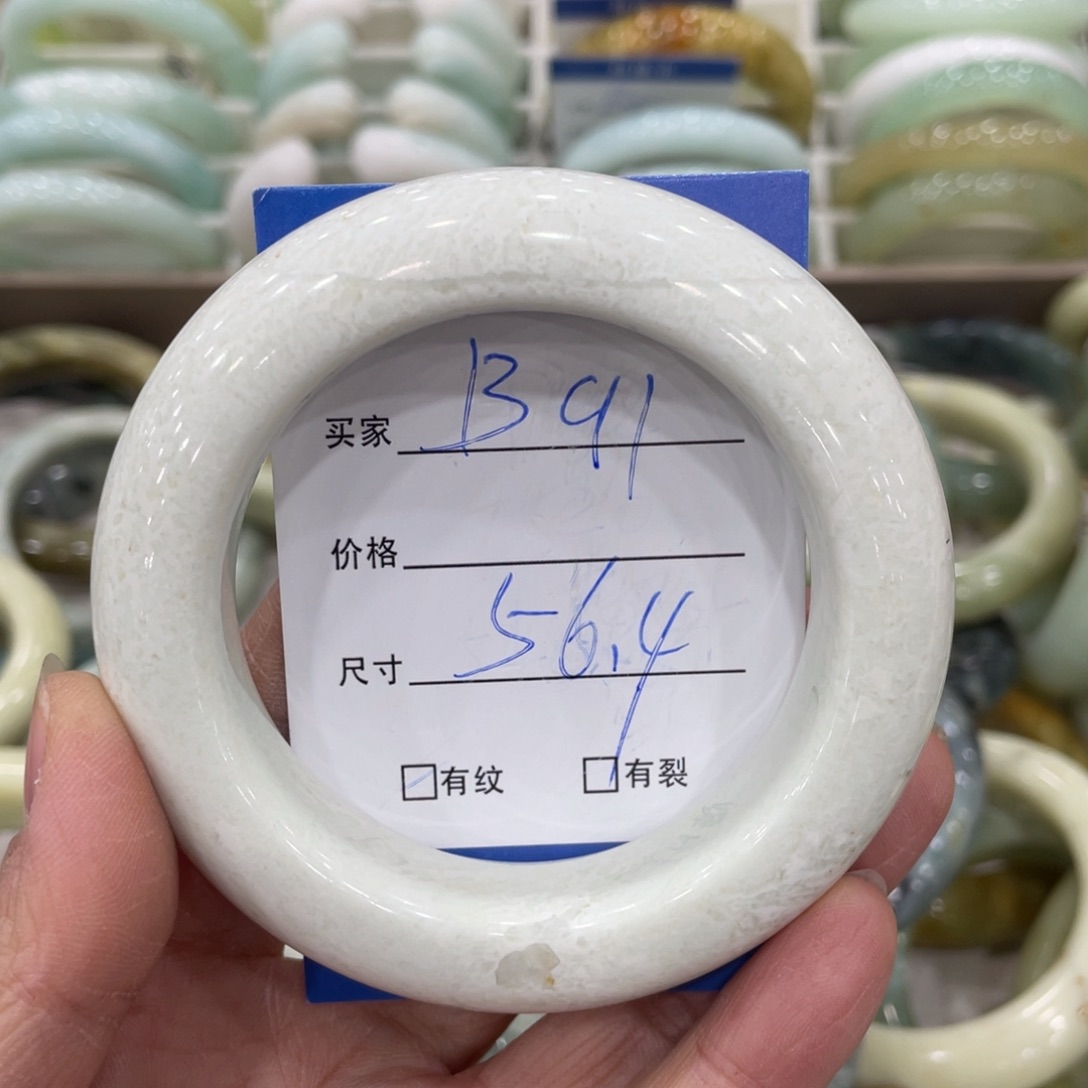 买家 B91
价格
尺寸 56.4
有纹 有裂